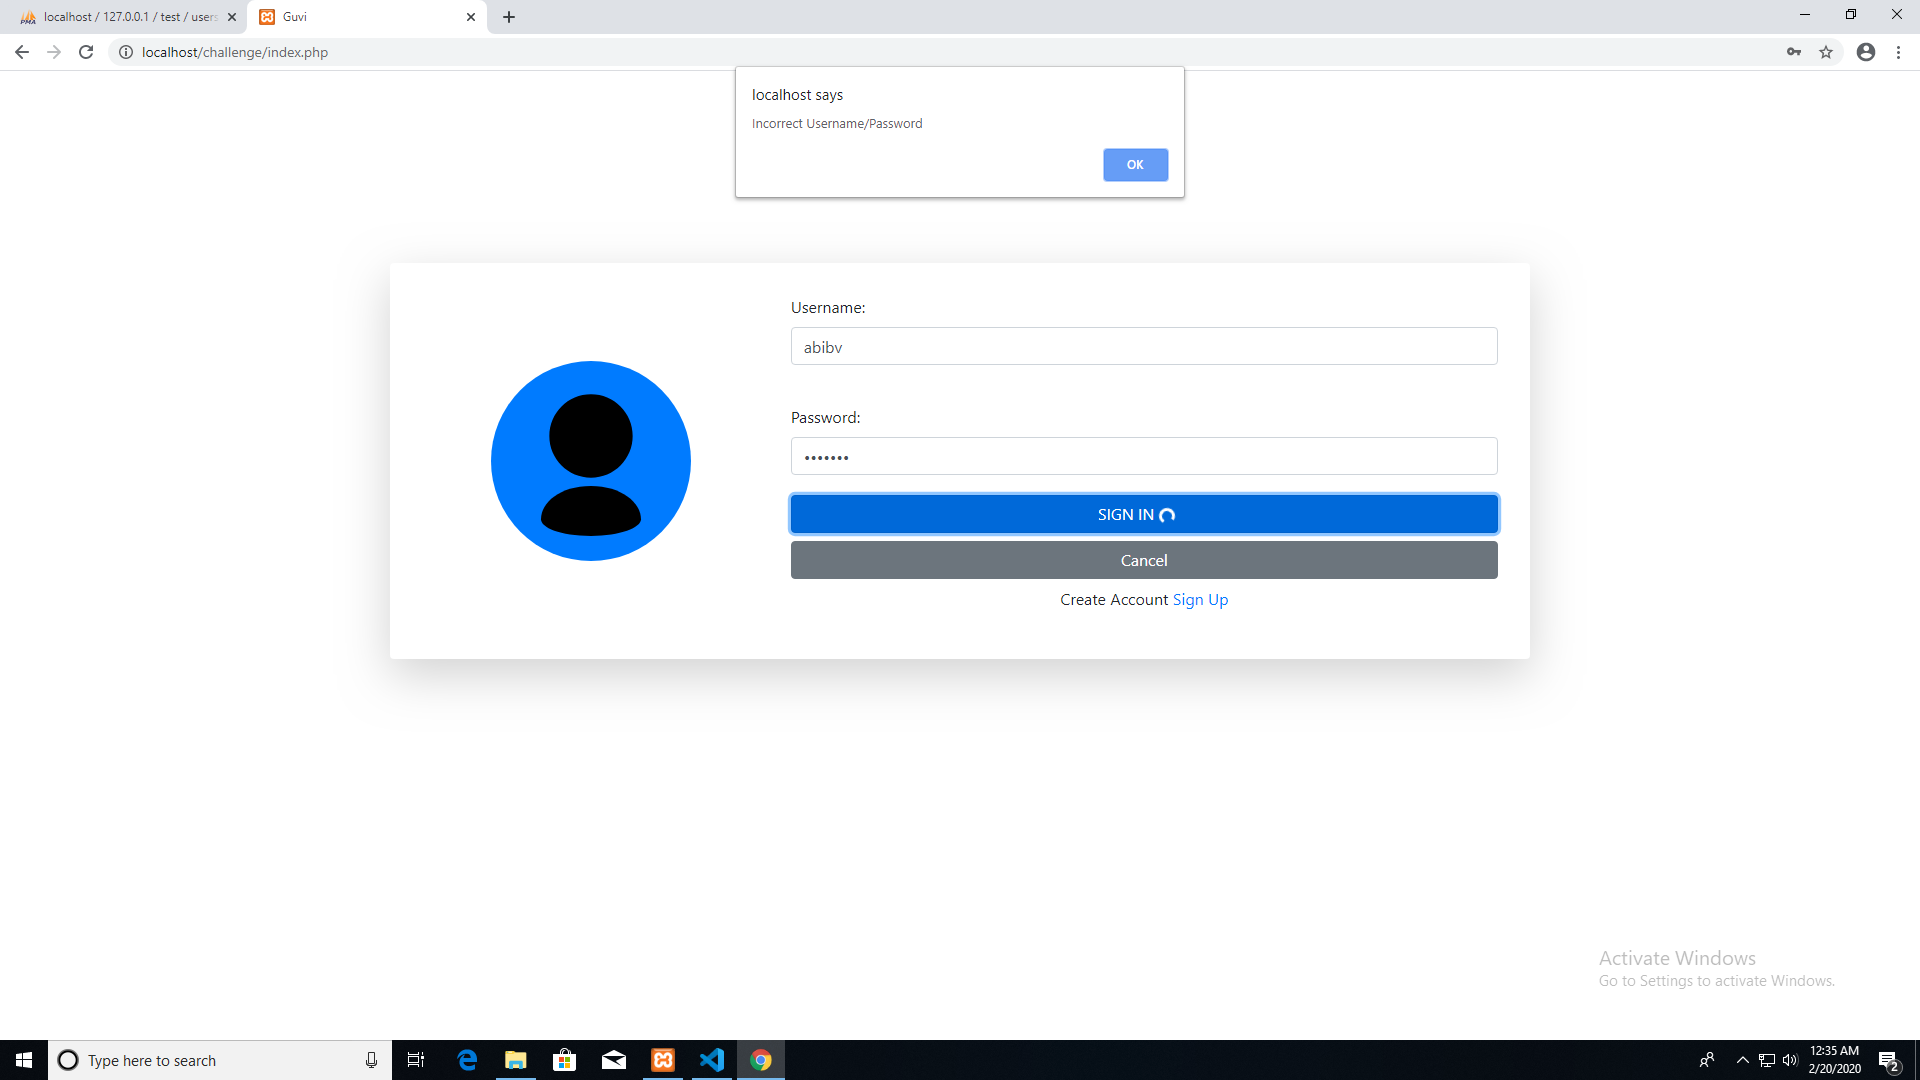 localhost / 127.0.0.1 / test / users
Guvi
localhost/challenge/index.php
localhost says
Incorrect Username/Password
OK
Username:
abibv
Password:
•••••••
SIGN IN
Cancel
Create Account Sign Up
Activate Windows
Go to Settings to activate Windows.
Type here to search
12:35 AM
2/20/2020
2